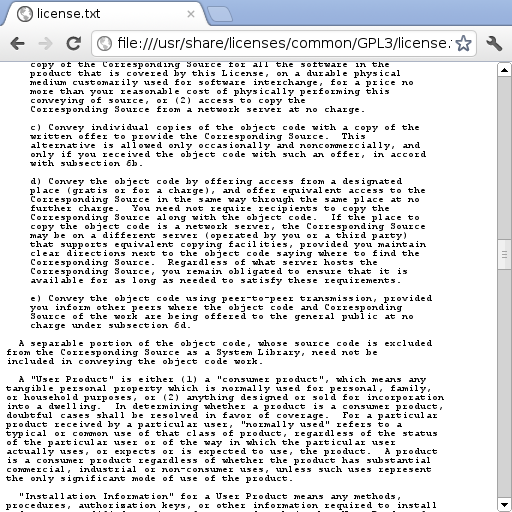 license.txt
file:///usr/share/licenses/common/GPL3/license.
copy of the Corresponding Source for all the software in the
product that is covered by this License, on a durable physical
medium customarily used for software interchange, for a price no
more than your reasonable cost of physically performing this
conveying of source, or (2) access to copy the
Corresponding Source from a network server at no charge.
c) Convey individual copies of the object code with a copy of the
written offer to provide the Corresponding Source.  This
alternative is allowed only occasionally and noncommercially, and
only if you received the object code with such an offer, in accord
with subsection 6b.
d) Convey the object code by offering access from a designated
place (gratis or for a charge), and offer equivalent access to the
Corresponding Source in the same way through the same place at no
further charge.  You need not require recipients to copy the
Corresponding Source along with the object code.  If the place to
copy the object code is a network server, the Corresponding Source
may be on a different server (operated by you or a third party)
that supports equivalent copying facilities, provided you maintain
clear directions next to the object code saying where to find the
Corresponding Source.  Regardless of what server hosts the
Corresponding Source, you remain obligated to ensure that it is
available for as long as needed to satisfy these requirements.
e) Convey the object code using peer-to-peer transmission, provided
you inform other peers where the object code and Corresponding
Source of the work are being offered to the general public at no
charge under subsection 6d.
A separable portion of the object code, whose source code is excluded
from the Corresponding Source as a System Library, need not be
included in conveying the object code work.
A "User Product" is either (1) a "consumer product", which means any
tangible personal property which is normally used for personal, family,
or household purposes, or (2) anything designed or sold for incorporation
into a dwelling.  In determining whether a product is a consumer product,
doubtful cases shall be resolved in favor of coverage.  For a particular
product received by a particular user, "normally used" refers to a
typical or common use of that class of product, regardless of the status
of the particular user or of the way in which the particular user
actually uses, or expects or is expected to use, the product.  A product
is a consumer product regardless of whether the product has substantial
commercial, industrial or non-consumer uses, unless such uses represent
the only significant mode of use of the product.
"Installation Information" for a User Product means any methods,
procedures, authorization keys, or other information required to install